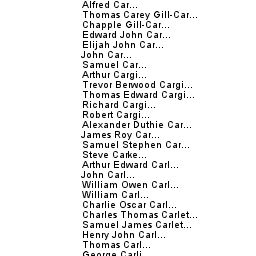 Alfred Car...
Thomas Carey Gill-Car...
Chapple Gill-Car...
Edward John Car...
Elijah John Car...
John Car...
Samuel Car...
Arthur Cargi...
Trevor Berwood Cargi...
Thomas Edward Cargi...
Richard Cargi...
Robert Cargi...
Alexander Duthie Car...
James Roy Car...
Samuel Stephen Car...
Steve Carke...
Arthur Edward Carl...
John Carl...
William Owen Carl...
William Carl...
Charlie Oscar Carl...
Charles Thomas Carlet...
Samuel James Carlet...
Henry John Carl...
Thomas Carl...
George Carli